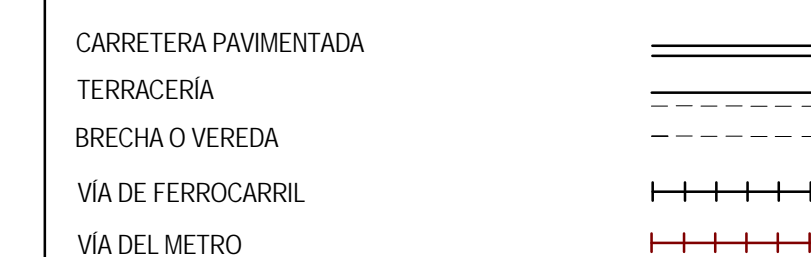 CARRETERA PAVIMENTADA
TERRACERÍA
BRECHA O VEREDA
VÍA DE FERROCARRIL
VÍA DEL METRO